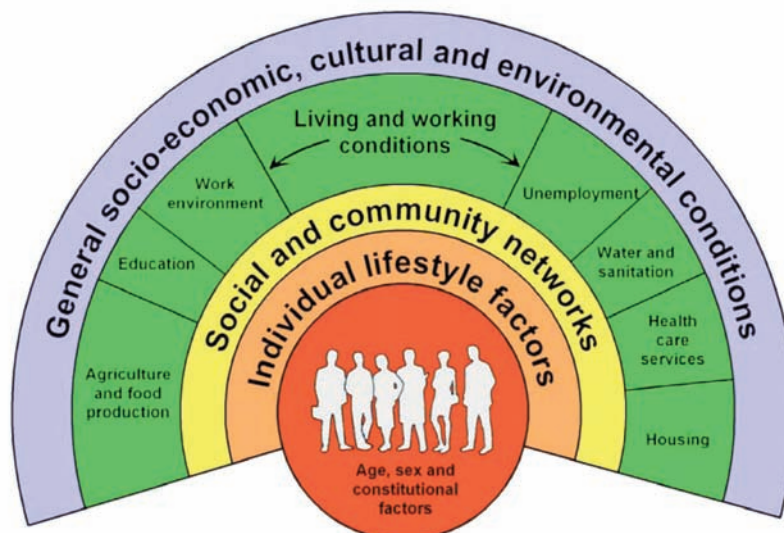 General socio-economic, cultural and environmental conditions
Living and working
conditions
Work
environment
Unemployment
Education
Water and
sanitation
Agriculture
and food
production
Health
care
services
Housing
Social and community networks
Individual lifestyle factors
Age, sex and
constitutional
factors